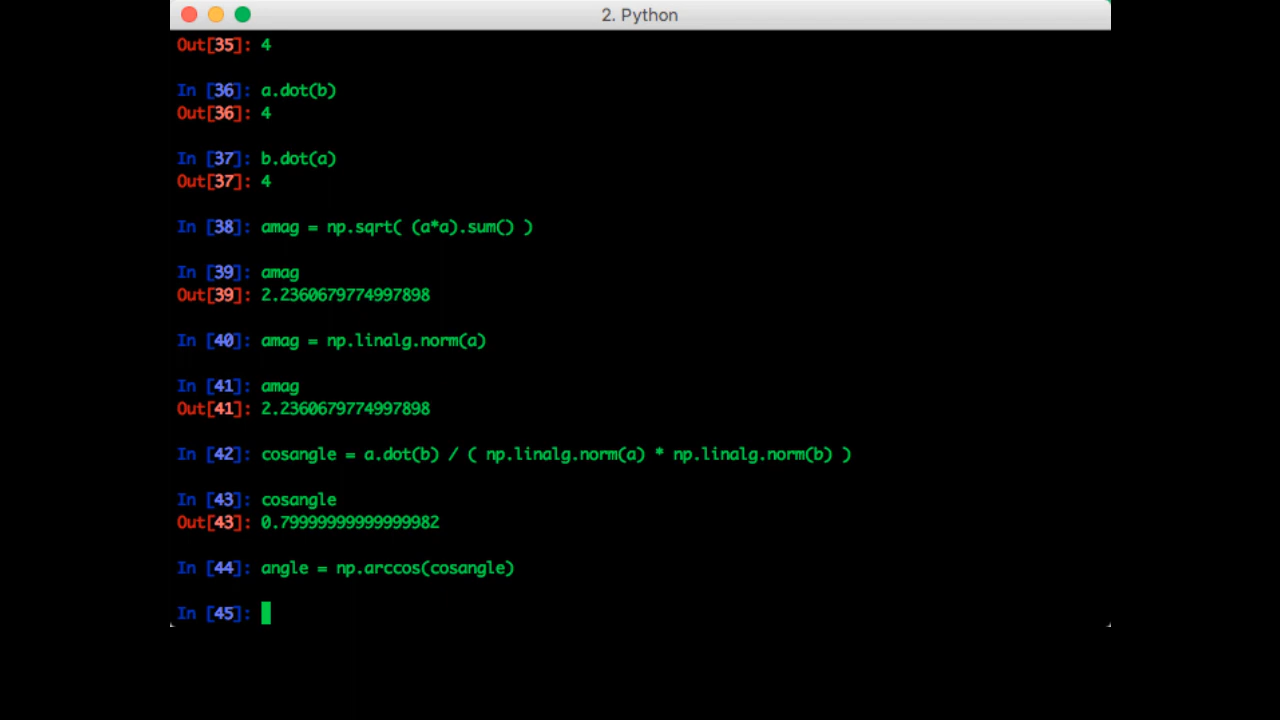 2. Python
Out[35]: 4
In [36]: a.dot(b)
Out[36]: 4
In [37]: b.dot(a)
Out[37]: 4
In [38]: amag = np.sqrt( (a*a).sum() )
In [39]: amag
Out[39]: 2.2360679774997898
In [40]: amag = np.linalg.norm(a)
In [41]: amag
Out[41]: 2.2360679774997898
In [42]: cosangle = a.dot(b) / ( np.linalg.norm(a) * np.linalg.norm(b) )
In [43]: cosangle
Out[43]: 0.79999999999999982
In [44]: angle = np.arccos(cosangle)
In [45]: